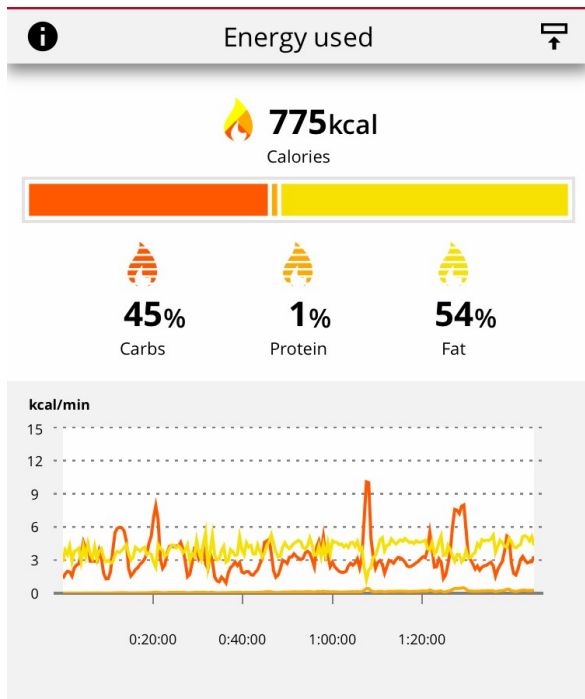 Energy used
775kcal
Calories
45% 1% 54%
Carbs Protein Fat
kcal/min
15
12
9
6
3
0
0:20:00 0:40:00 1:00:00 1:20:00